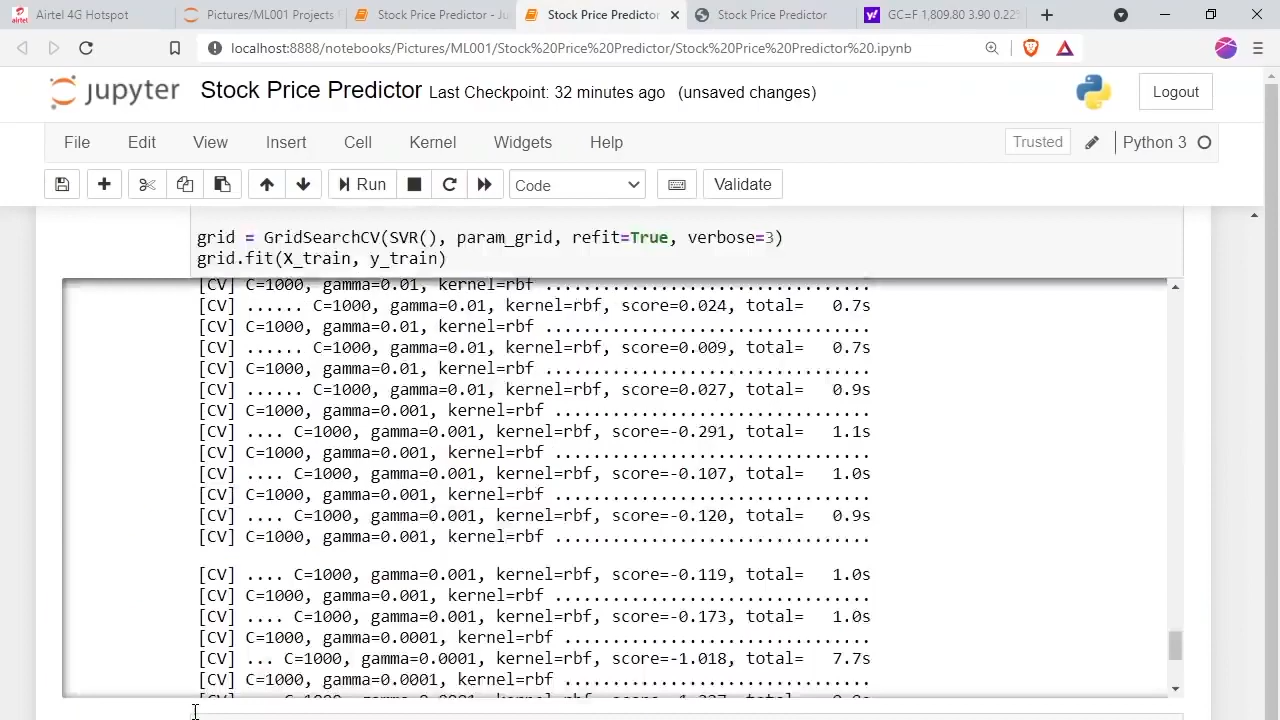 Airtel 4G Hotspot
Pictures/ML001 Projects
Stock Price Predictor - Ju
Stock Price Predictor
Stock Price Predictor
GC=F 1,809.80 3.90 0.22
localhost:8888/notebooks/Pictures/ML001/Stock%20Price%20Predictor/Stock%20Price%20Predictor%20.ipynb
jupyter Stock Price Predictor Last Checkpoint: 32 minutes ago (unsaved changes)
Logout
File Edit View Insert Cell Kernel Widgets Help
Trusted Python 3
Run Code Validate
grid = GridSearchCV(SVR(), param_grid, refit=True, verbose=3)
grid.fit(X_train, y_train)
[CV] C=1000, gamma=0.01, kernel=rbf ..................................
[CV] ...... C=1000, gamma=0.01, kernel=rbf, score=0.024, total=   0.7s
[CV] C=1000, gamma=0.01, kernel=rbf ..................................
[CV] ...... C=1000, gamma=0.01, kernel=rbf, score=0.009, total=   0.7s
[CV] C=1000, gamma=0.01, kernel=rbf ..................................
[CV] ...... C=1000, gamma=0.01, kernel=rbf, score=0.027, total=   0.9s
[CV] C=1000, gamma=0.001, kernel=rbf .................................
[CV] .... C=1000, gamma=0.001, kernel=rbf, score=-0.291, total=   1.1s
[CV] C=1000, gamma=0.001, kernel=rbf .................................
[CV] .... C=1000, gamma=0.001, kernel=rbf, score=-0.107, total=   1.0s
[CV] C=1000, gamma=0.001, kernel=rbf .................................
[CV] .... C=1000, gamma=0.001, kernel=rbf, score=-0.120, total=   0.9s
[CV] C=1000, gamma=0.001, kernel=rbf .................................
[CV] .... C=1000, gamma=0.001, kernel=rbf, score=-0.119, total=   1.0s
[CV] C=1000, gamma=0.001, kernel=rbf .................................
[CV] .... C=1000, gamma=0.001, kernel=rbf, score=-0.173, total=   1.0s
[CV] C=1000, gamma=0.0001, kernel=rbf ................................
[CV] ... C=1000, gamma=0.0001, kernel=rbf, score=-1.018, total=   7.7s
[CV] C=1000, gamma=0.0001, kernel=rbf ................................